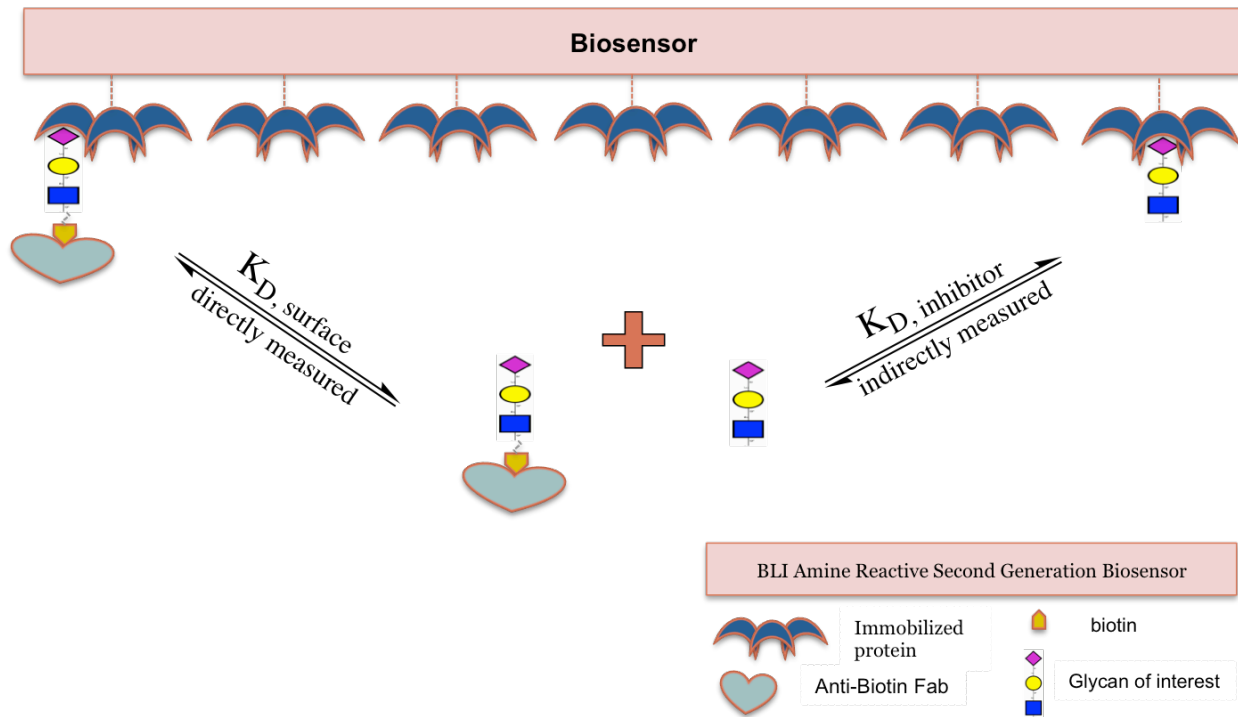 Biosensor
K_D, surface
directly measured
K_D, inhibitor
indirectly measured
BLI Amine Reactive Second Generation Biosensor
Immobilized
protein
biotin
Anti-Biotin Fab
Glycan of interest